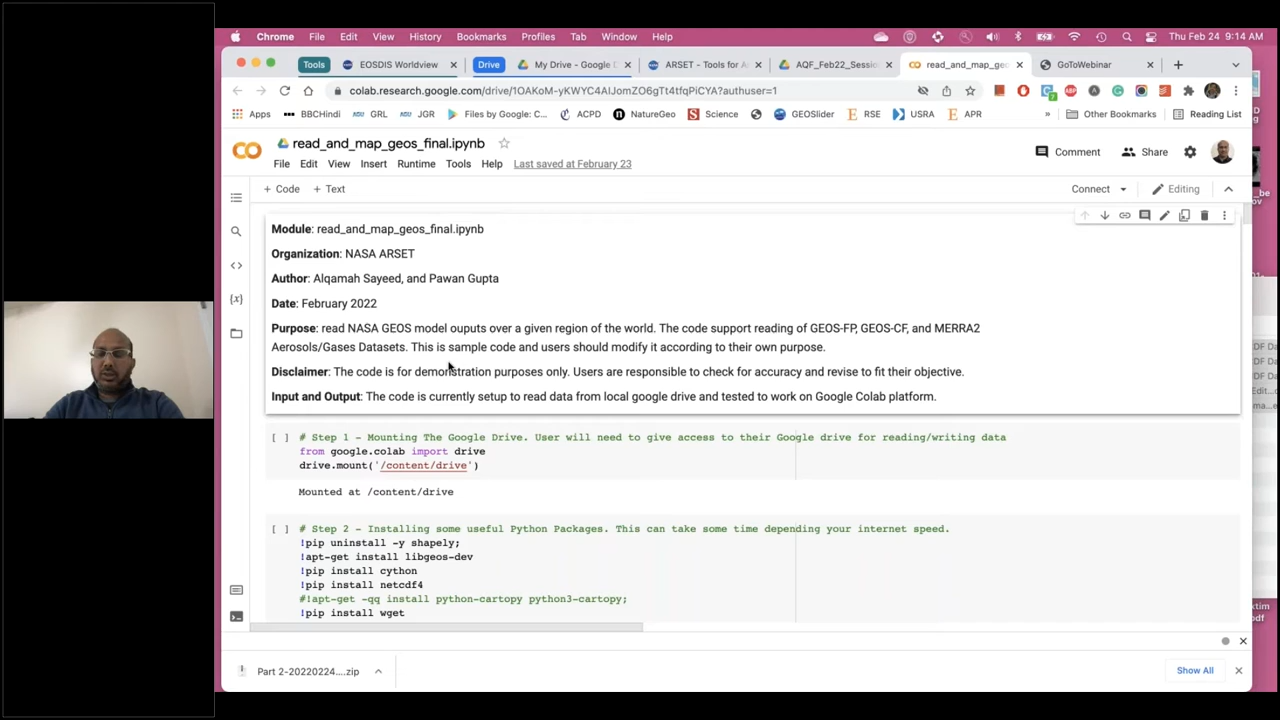 Chrome File Edit View History Bookmarks Profiles Tab Window Help Thu Feb 24 9:14 AM
Tools EOSDIS Worldview Drive My Drive - Google D ARSET - Tools for A AQF_Feb22_Sessio read_and_map_geo GoToWebinar
colab.research.google.com/drive/1OAKoM-yKWYC4AIJomZO6gTt4tfqPiCYA?authuser=1
Apps BBCHindi GRL JGR Files by Google: C... ACPD NatureGeo Science GEOSlider RSE USRA APR » Other Bookmarks Reading List
read_and_map_geos_final.ipynb
File Edit View Insert Runtime Tools Help Last saved at February 23
Comment Share
+ Code + Text Connect Editing
Module: read_and_map_geos_final.ipynb
Organization: NASA ARSET
Author: Alqamah Sayeed, and Pawan Gupta
Date: February 2022
Purpose: read NASA GEOS model ouputs over a given region of the world. The code support reading of GEOS-FP, GEOS-CF, and MERRA2
Aerosols/Gases Datasets. This is sample code and users should modify it according to their own purpose.
Disclaimer: The code is for demonstration purposes only. Users are responsible to check for accuracy and revise to fit their objective.
Input and Output: The code is currently setup to read data from local google drive and tested to work on Google Colab platform.
[ ] # Step 1 - Mounting The Google Drive. User will need to give access to their Google drive for reading/writing data
from google.colab import drive
drive.mount('/content/drive')
Mounted at /content/drive
[ ] # Step 2 - Installing some useful Python Packages. This can take some time depending your internet speed.
!pip uninstall -y shapely;
!apt-get install libgeos-dev
!pip install cython
!pip install netcdf4
#!apt-get -qq install python-cartopy python3-cartopy;
!pip install wget
Part 2-20220224....zip
Show All